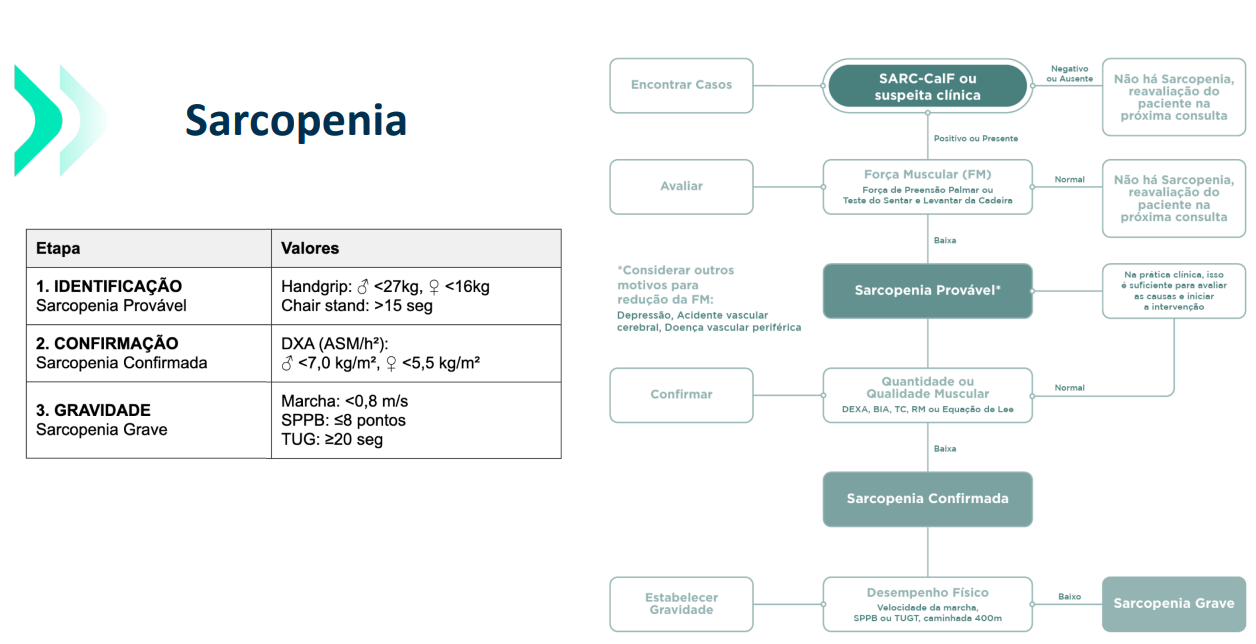 Sarcopenia
Etapa Valores
1. IDENTIFICAÇÃO
Sarcopenia Provável
Handgrip: ♂ <27kg, ♀ <16kg
Chair stand: >15 seg
2. CONFIRMAÇÃO
Sarcopenia Confirmada
DXA (ASM/h²):
♂ <7,0 kg/m², ♀ <5,5 kg/m²
3. GRAVIDADE
Sarcopenia Grave
Marcha: <0,8 m/s
SPPB: ≤8 pontos
TUG: ≥20 seg
Encontrar Casos
SARC-CalF ou
suspeita clínica
Negativo
ou Ausente
Não há Sarcopenia,
reavaliação do
paciente na
próxima consulta
Positivo ou Presente
Avaliar
Força Muscular (FM)
Força de Preensão Palmar ou
Teste do Sentar e Levantar da Cadeira
Normal
Não há Sarcopenia,
reavaliação do
paciente na
próxima consulta
Baixa
*Considerar outros
motivos para
redução da FM:
Depressão, Acidente vascular
cerebral, Doença vascular periférica
Sarcopenia Provável*
Na prática clínica, isso
é suficiente para avaliar
as causas e iniciar
a intervenção
Confirmar
Quantidade ou
Qualidade Muscular
DEXA, BIA, TC, RM ou Equação de Lee
Normal
Baixa
Sarcopenia Confirmada
Estabelecer
Gravidade
Desempenho Físico
Velocidade da marcha,
SPPB ou TUGT, caminhada 400m
Baixo
Sarcopenia Grave